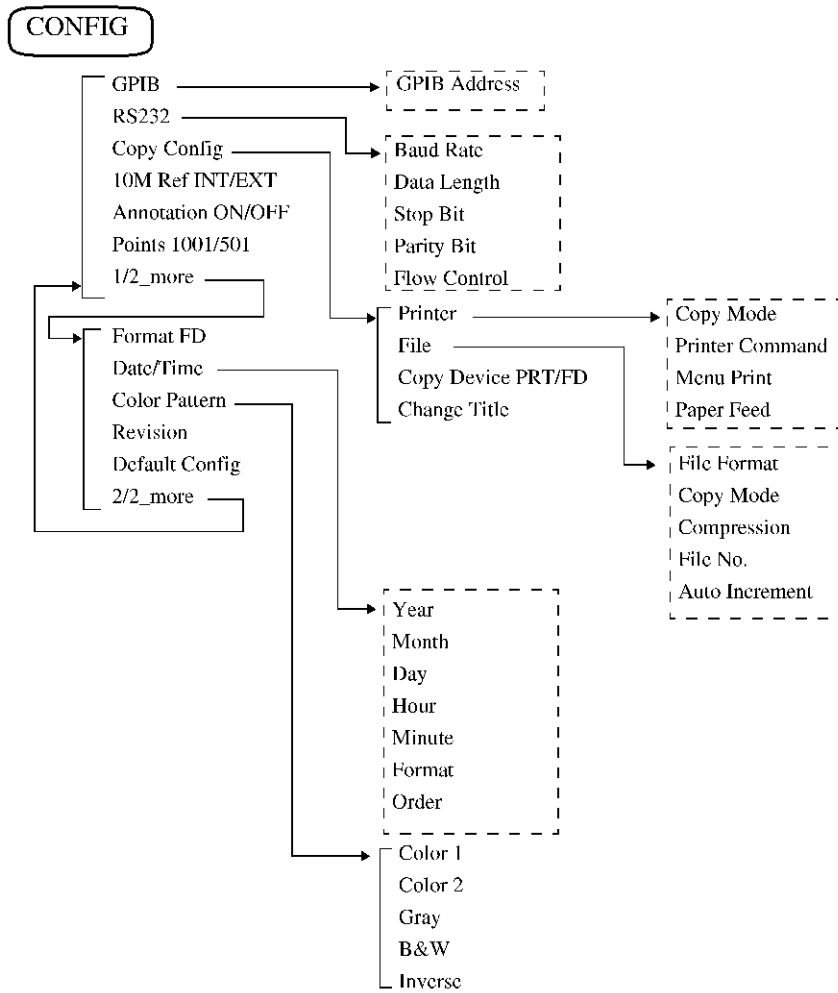 CONFIG
GPIB
RS232
Copy Config
10M Ref INT/EXT
Annotation ON/OFF
Points 1001/501
1/2_more
Format FD
Date/Time
Color Pattern
Revision
Default Config
2/2_more
GPIB Address
Baud Rate
Data Length
Stop Bit
Parity Bit
Flow Control
Printer
File
Copy Device PRT/FD
Change Title
Copy Mode
Printer Command
Menu Print
Paper Feed
File Format
Copy Mode
Compression
File No.
Auto Increment
Year
Month
Day
Hour
Minute
Format
Order
Color 1
Color 2
Gray
B&W
Inverse